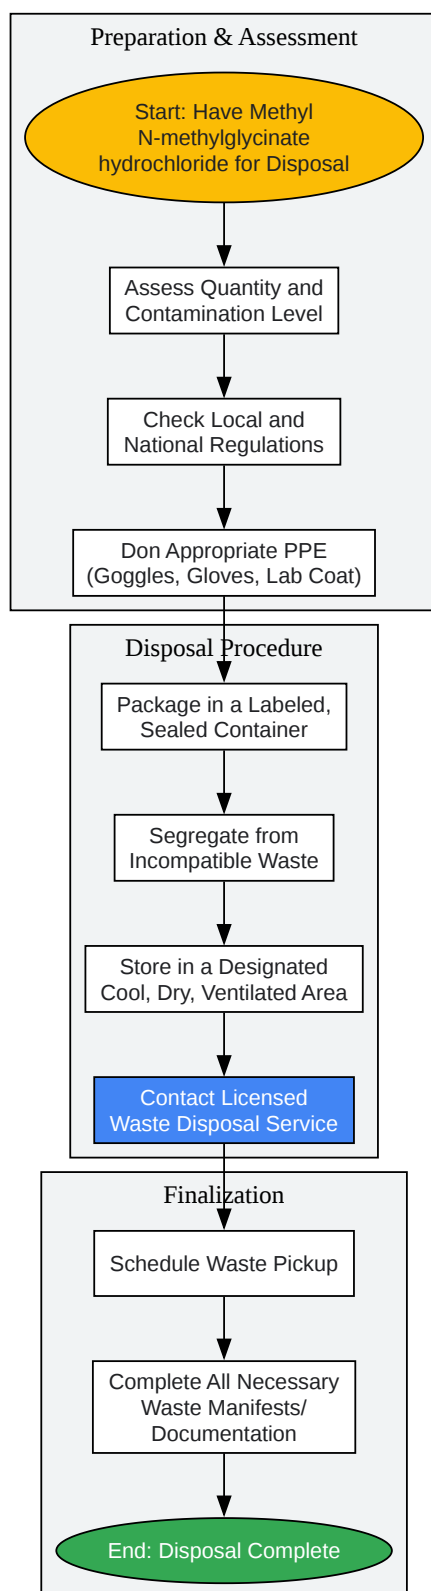 Preparation & Assessment
Start: Have Methyl
N-methylglycinate
hydrochloride for Disposal
Assess Quantity and
Contamination Level
Check Local and
National Regulations
Don Appropriate PPE
(Goggles, Gloves, Lab Coat)
Disposal Procedure
Package in a Labeled,
Sealed Container
Segregate from
Incompatible Waste
Store in a Designated
Cool, Dry, Ventilated Area
Contact Licensed
Waste Disposal Service
Finalization
Schedule Waste Pickup
Complete All Necessary
Waste Manifests/
Documentation
End: Disposal Complete